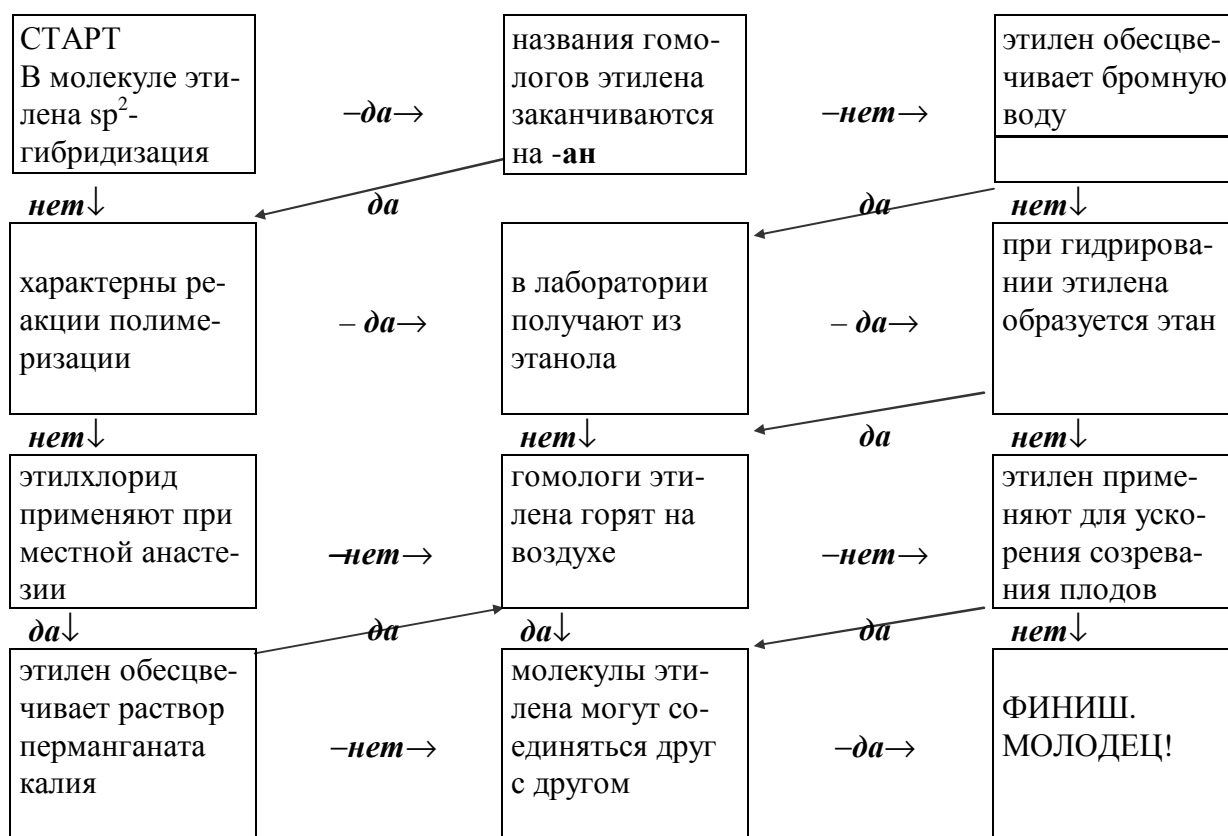 СТАРТ
В молекуле эти-
лена sp²-
гибридизация
–да→
названия гомо-
логов этилена
заканчиваются
на -ан
–нет→
этилен обесцве-
чивает бромную
воду
нет↓
да
да
нет↓
характерны ре-
акции полиме-
ризации
– да→
в лаборатории
получают из
этанола
– да→
при гидрирова-
нии этилена
образуется этан
нет↓
нет↓
да
нет↓
этилхлорид
применяют при
местной анасте-
зии
–нет→
гомологи эти-
лена горят на
воздухе
–нет→
этилен приме-
няют для уско-
рения созрева-
ния плодов
да↓
да
да↓
да
нет↓
этилен обесцве-
чивает раствор
перманганата
калия
–нет→
молекулы эти-
лена могут со-
единяться друг
с другом
–да→
ФИНИШ.
МОЛОДЕЦ!